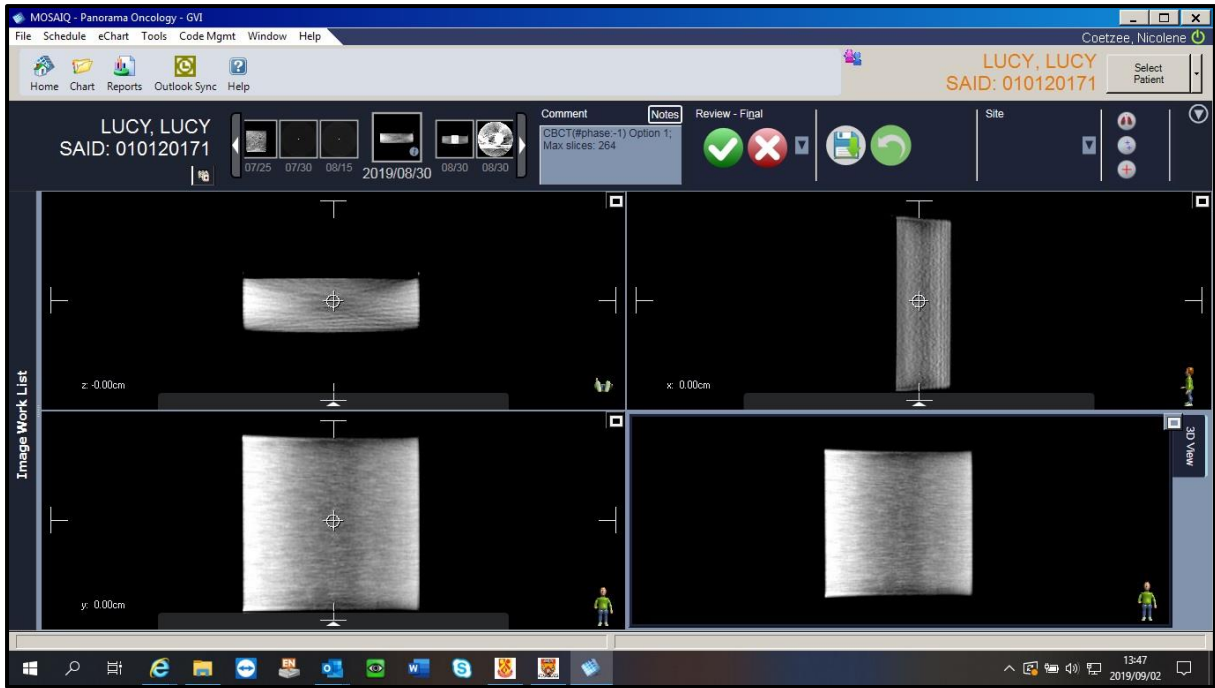 MOSAIQ - Panorama Oncology - GVI
File Schedule eChart Tools Code Mgmt Window Help
Coetzee, Nicolene
Home Chart Reports Outlook Sync Help
LUCY, LUCY
SAID: 010120171
Select
Patient
LUCY, LUCY
SAID: 010120171
07/25 07/30 08/15 2019/08/30 08/30 08/30
Comment Notes
CBCT(#phase:-1) Option 1;
Max slices: 264
Review - Final
Site
Image Work List
z: -0.00cm
x: 0.00cm
y: 0.00cm
3D View
EN
13:47
2019/09/02